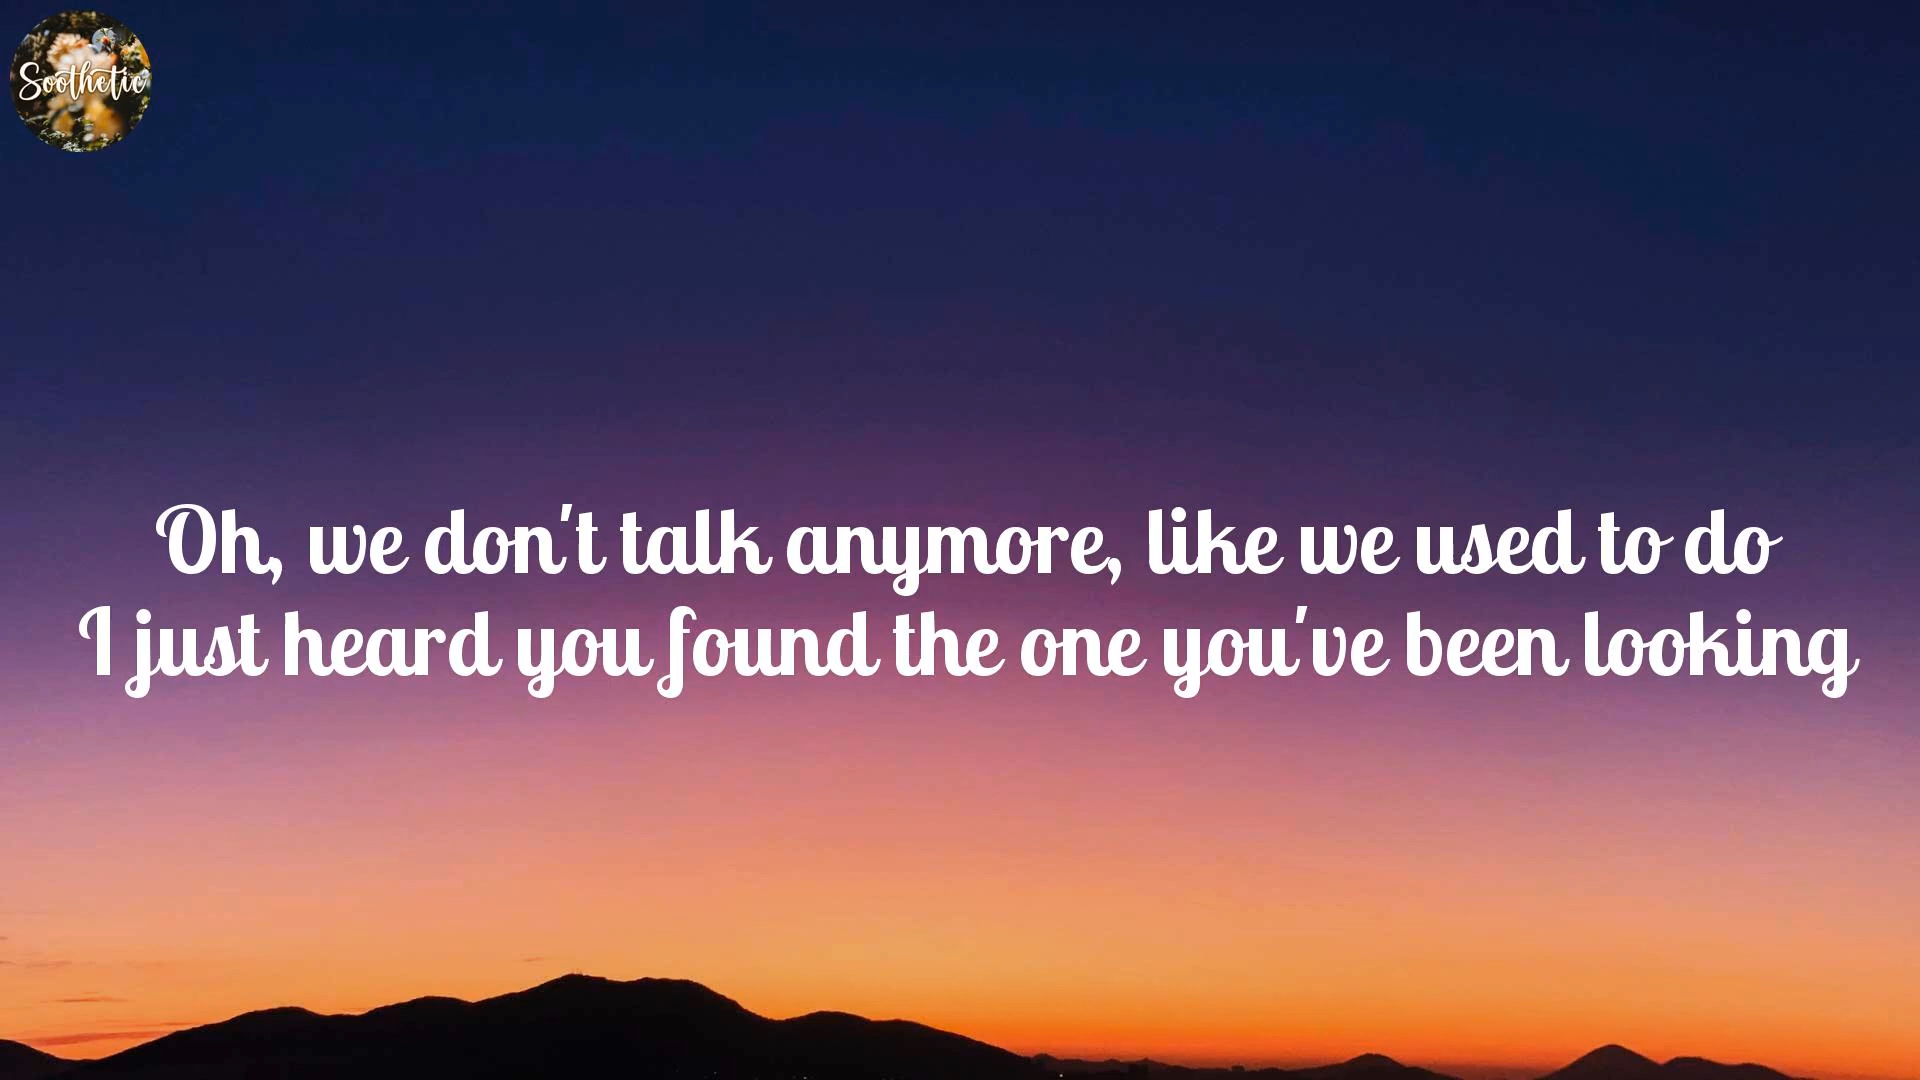 Soothetic
Oh, we don't talk anymore, like we used to do
I just heard you found the one you've been looking